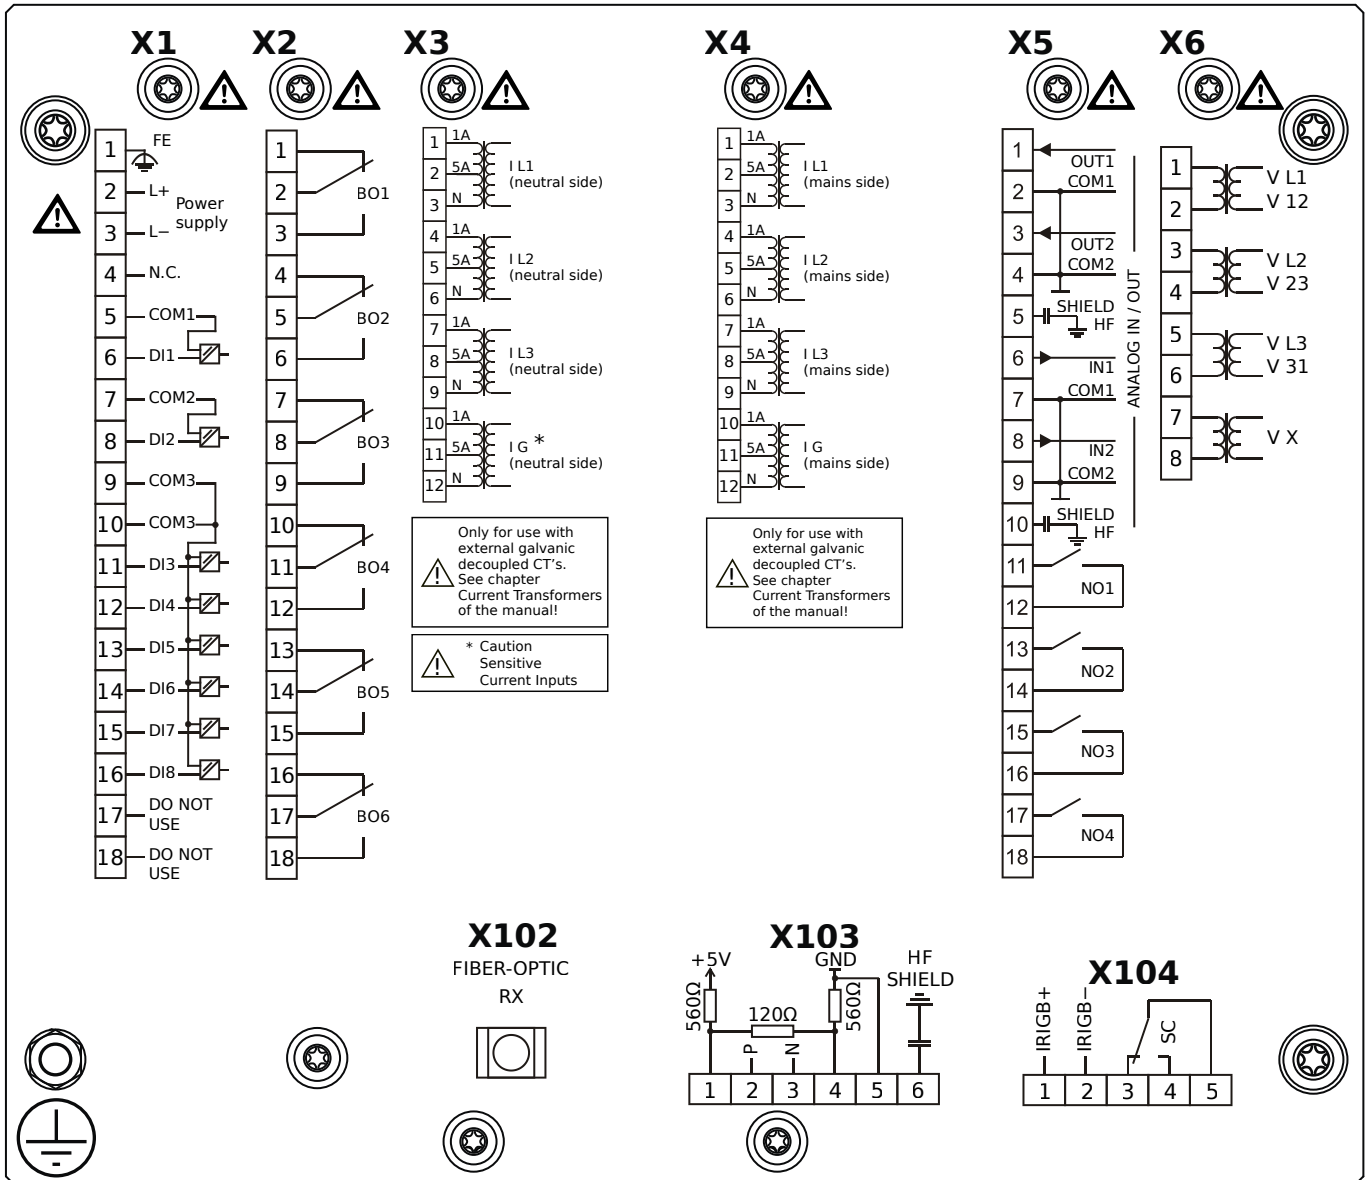 X1
X2
X3
X4
X5
X6
1 FE
2 L+
Power
supply
3 L−
4 N.C.
5 COM1
6 DI1
7 COM2
8 DI2
9 COM3
10 COM3
11 DI3
12 DI4
13 DI5
14 DI6
15 DI7
16 DI8
17 DO NOT
USE
18 DO NOT
USE
1
2 BO1
3
4
5 BO2
6
7
8 BO3
9
10
11 BO4
12
13
14 BO5
15
16
17 BO6
18
1 1A
2 5A I L1
(neutral side)
3 N
4 1A
5 5A I L2
(neutral side)
6 N
7 1A
8 5A I L3
(neutral side)
9 N
10 1A
11 5A I G *
(neutral side)
12 N
Only for use with
external galvanic
decoupled CT's.
See chapter
Current Transformers
of the manual!
* Caution
Sensitive
Current Inputs
1 1A
2 5A I L1
(mains side)
3 N
4 1A
5 5A I L2
(mains side)
6 N
7 1A
8 5A I L3
(mains side)
9 N
10 1A
11 5A I G
(mains side)
12 N
Only for use with
external galvanic
decoupled CT's.
See chapter
Current Transformers
of the manual!
1 OUT1
2 COM1
3 OUT2
4 COM2
5 SHIELD
HF
6 IN1
7 COM1
8 IN2
9 COM2
10 SHIELD
HF
ANALOG IN / OUT
11
NO1
12
13
NO2
14
15
NO3
16
17
NO4
18
1 V L1
2 V 12
3 V L2
4 V 23
5 V L3
6 V 31
7 V X
8
X102
FIBER-OPTIC
RX
X103
+5V
GND
HF
SHIELD
560Ω
120Ω
560Ω
P
N
1 2 3 4 5 6
X104
IRIGB+
IRIGB−
SC
1 2 3 4 5